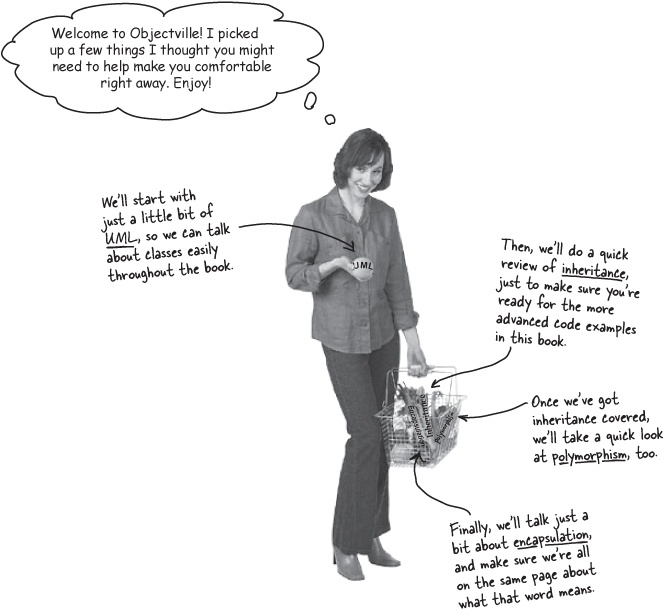 Welcome to Objectville! I picked
up a few things I thought you might
need to help make you comfortable
right away. Enjoy!
We'll start with
just a little bit of
UML, so we can talk
about classes easily
throughout the book.
UML
Then, we'll do a quick
review of inheritance,
just to make sure you're
ready for the more
advanced code examples
in this book.
Encapsulation
Inheritance
Polymorphism
Once we've got
inheritance covered,
we'll take a quick look
at polymorphism, too.
Finally, we'll talk just a
bit about encapsulation,
and make sure we're all
on the same page about
what that word means.